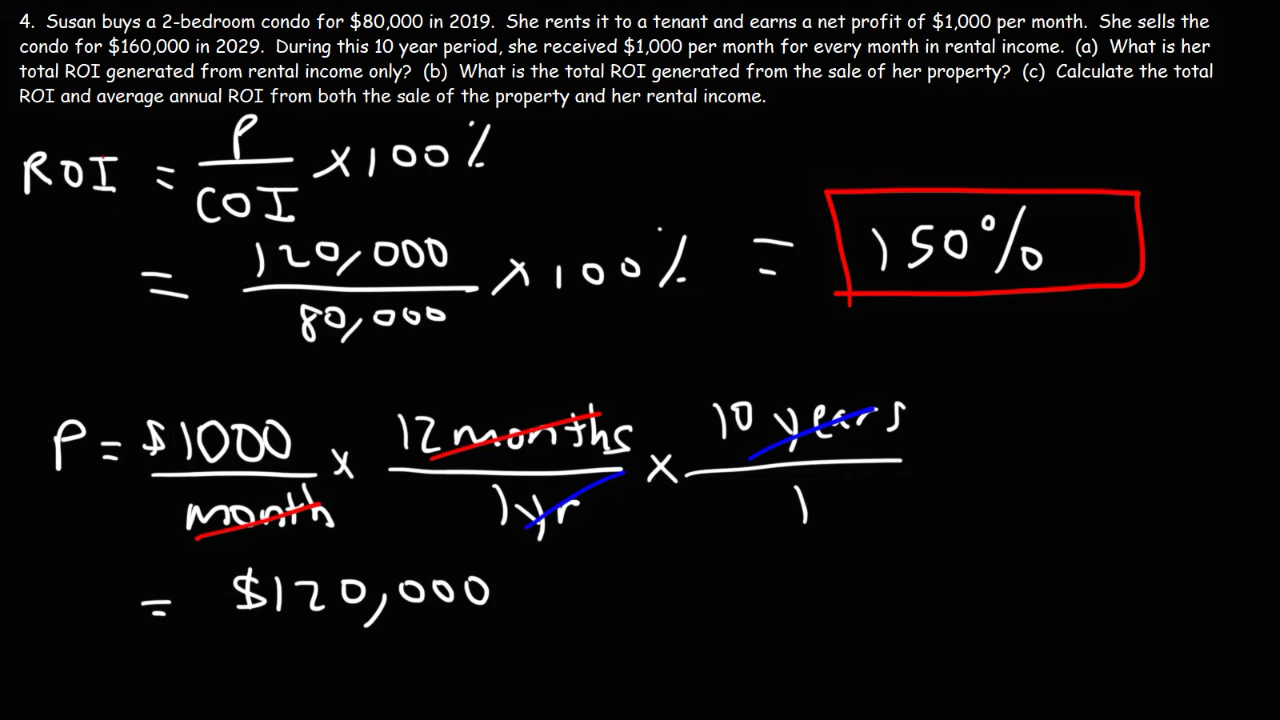 4. Susan buys a 2-bedroom condo for $80,000 in 2019. She rents it to a tenant and earns a net profit of $1,000 per month. She sells the
condo for $160,000 in 2029. During this 10 year period, she received $1,000 per month for every month in rental income. (a) What is her
total ROI generated from rental income only? (b) What is the total ROI generated from the sale of her property? (c) Calculate the total
ROI and average annual ROI from both the sale of the property and her rental income.
ROI = P/COI × 100%
= 120,000/80,000 × 100% = 150%
P = $1000/month × 12 months/1 yr × 10 years/1
= $120,000